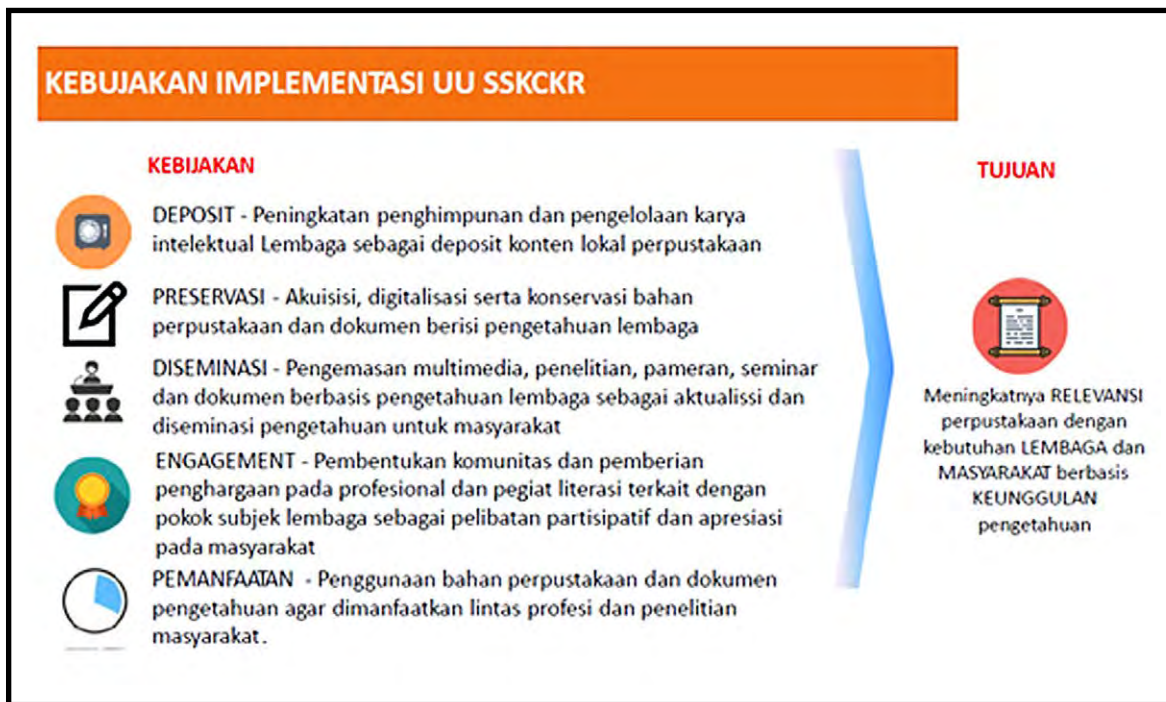 KEBUJAKAN IMPLEMENTASI UU SSKCKR
KEBIJAKAN
DEPOSIT - Peningkatan penghimpunan dan pengelolaan karya
intelektual Lembaga sebagai deposit konten lokal perpustakaan
PRESERVASI - Akuisisi, digitalisasi serta konservasi bahan
perpustakaan dan dokumen berisi pengetahuan lembaga
DISEMINASI - Pengemasan multimedia, penelitian, pameran, seminar
dan dokumen berbasis pengetahuan lembaga sebagai aktualissi dan
diseminasi pengetahuan untuk masyarakat
ENGAGEMENT - Pembentukan komunitas dan pemberian
penghargaan pada profesional dan pegiat literasi terkait dengan
pokok subjek lembaga sebagai pelibatan partisipatif dan apresiasi
pada masyarakat
PEMANFAATAN - Penggunaan bahan perpustakaan dan dokumen
pengetahuan agar dimanfaatkan lintas profesi dan penelitian
masyarakat.
TUJUAN
Meningkatnya RELEVANSI
perpustakaan dengan
kebutuhan LEMBAGA dan
MASYARAKAT berbasis
KEUNGGULAN
pengetahuan